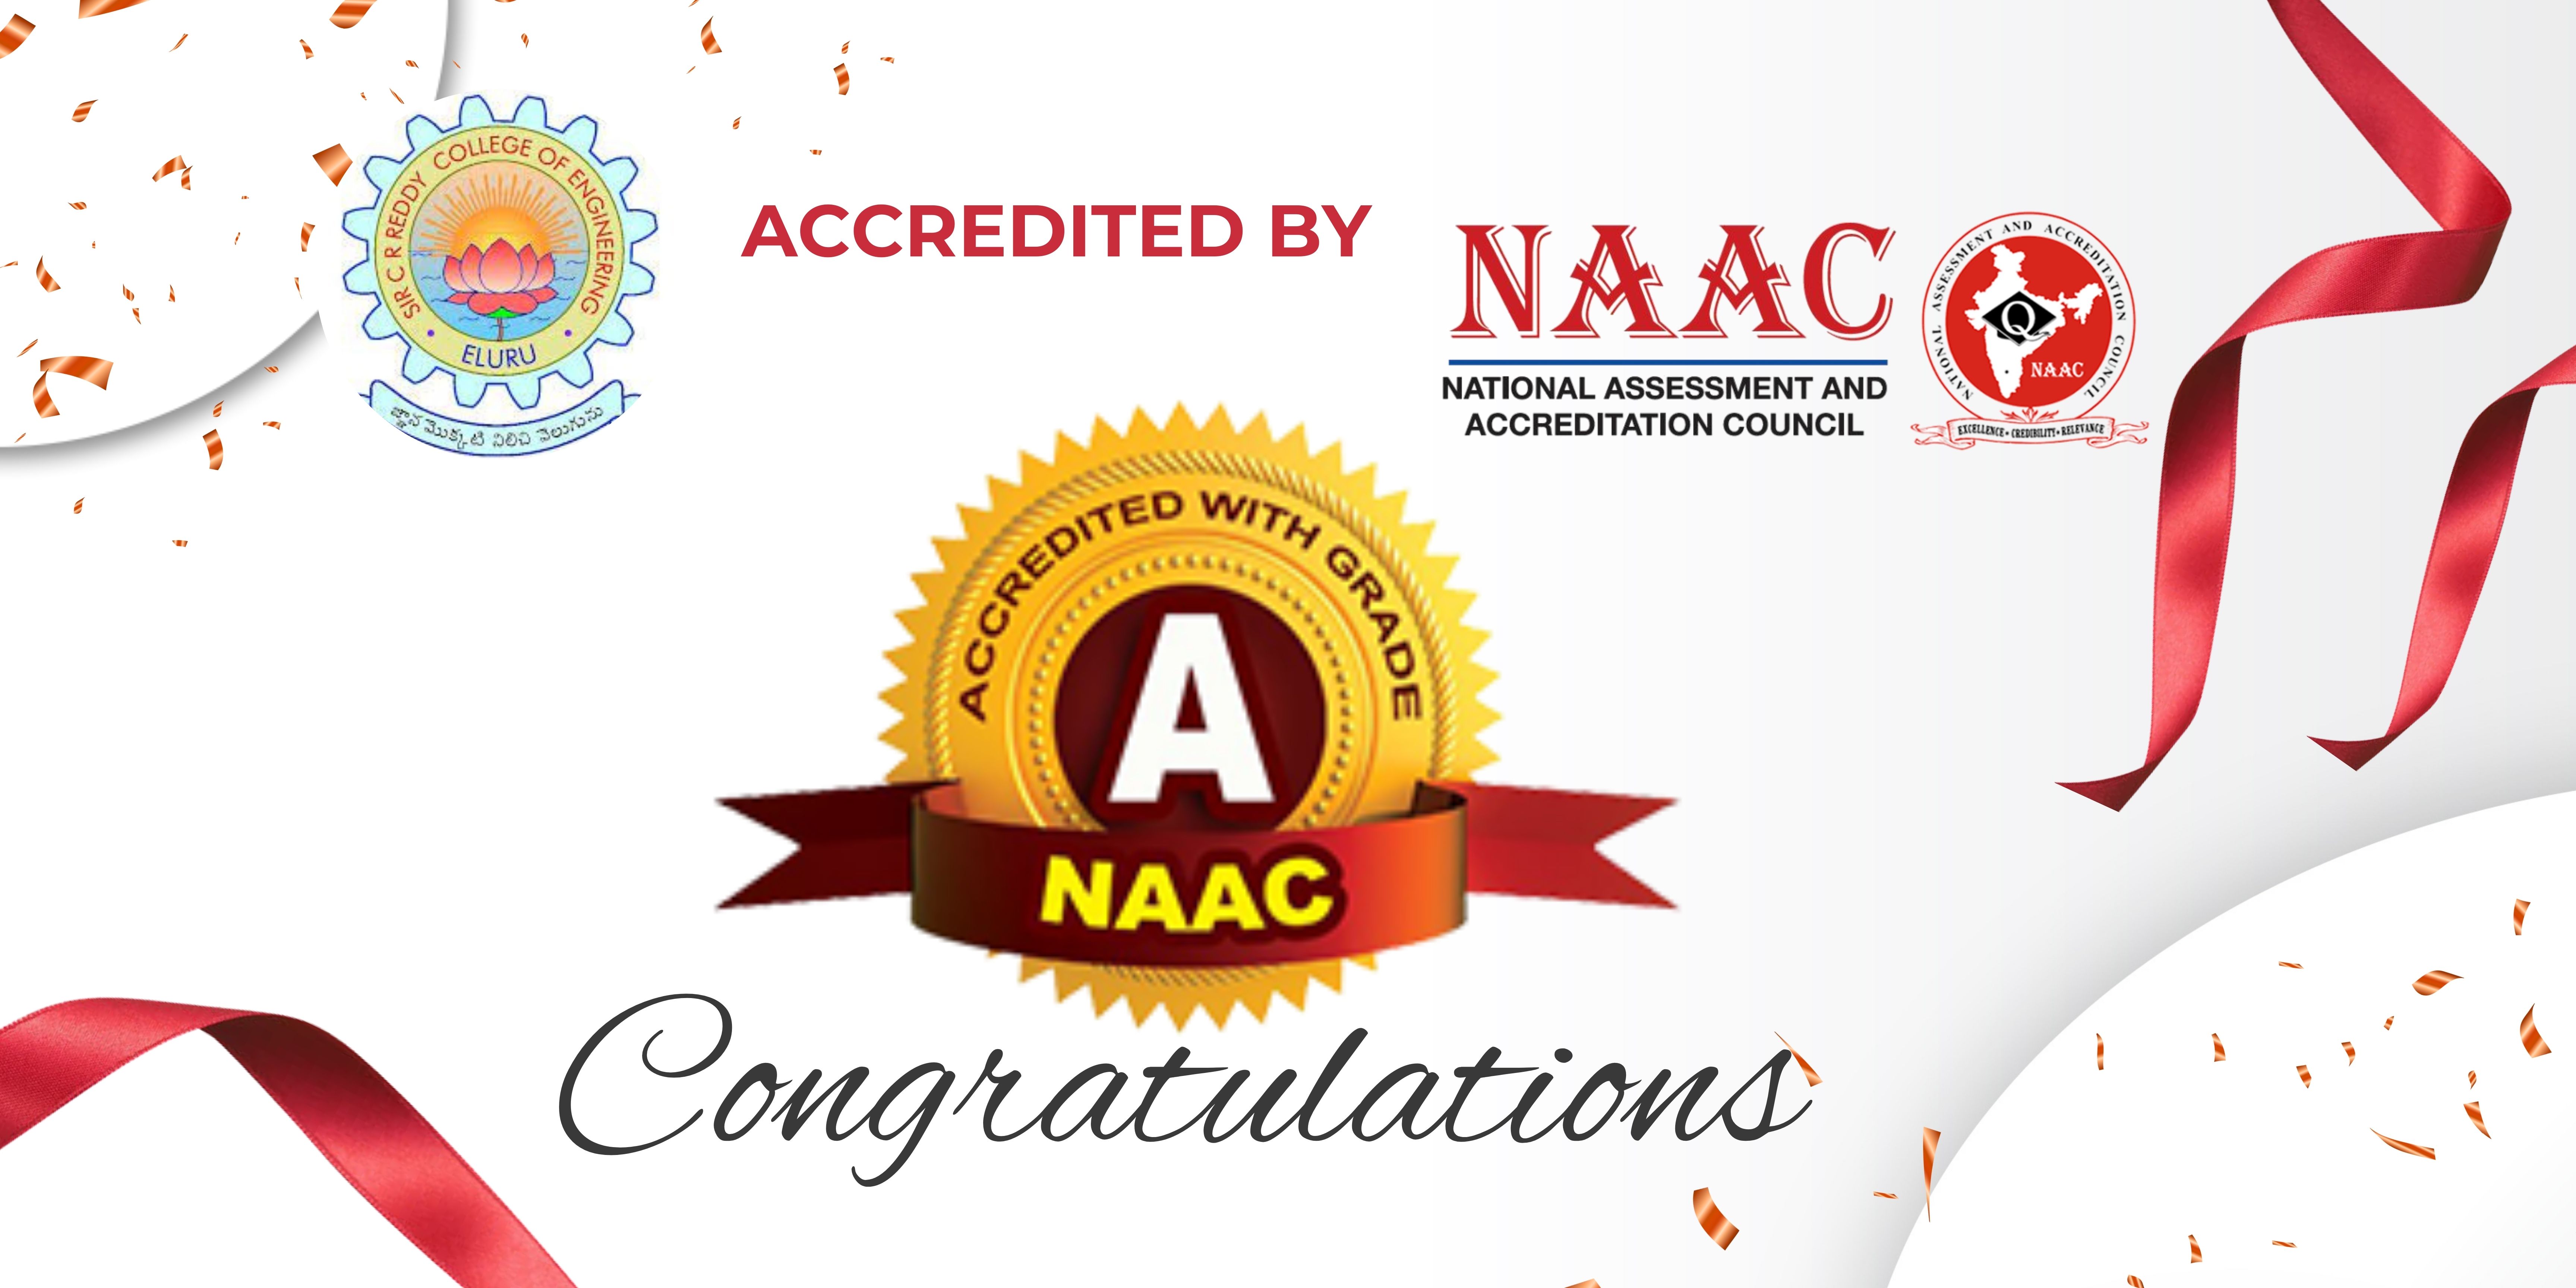 SIR C R REDDY COLLEGE OF ENGINEERING
ELURU
జ్ఞాన మొక్కటి నిలిచి వెలుగును
ACCREDITED BY
NAAC
NATIONAL ASSESSMENT AND
ACCREDITATION COUNCIL
NATIONAL ASSESSMENT AND ACCREDITATION COUNCIL
Q
NAAC
EXCELLENCE • CREDIBILITY • RELEVANCE
ACCREDITED WITH GRADE
A
NAAC
Congratulations